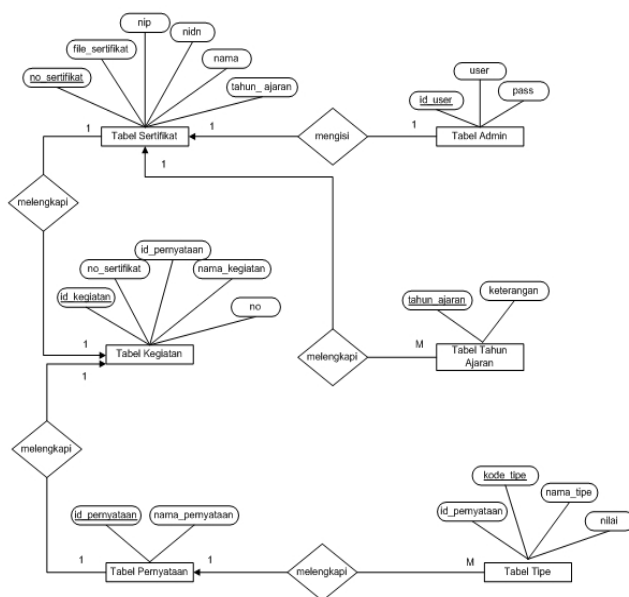 nip
nidn
file_sertifikat
nama
no_sertifikat
tahun_ ajaran
user
id_user
pass
1
Tabel Sertifikat
1
mengisi
1
Tabel Admin
1
melengkapi
id_pernyataan
no_sertifikat
nama_kegiatan
id_kegiatan
no
1
Tabel Kegiatan
1
keterangan
tahun_ajaran
melengkapi
M
Tabel Tahun
Ajaran
melengkapi
id_pernyataan
nama_pernyataan
1
Tabel Pernyataan
1
melengkapi
M
kode_tipe
nama_tipe
id_pernyataan
nilai
Tabel Tipe